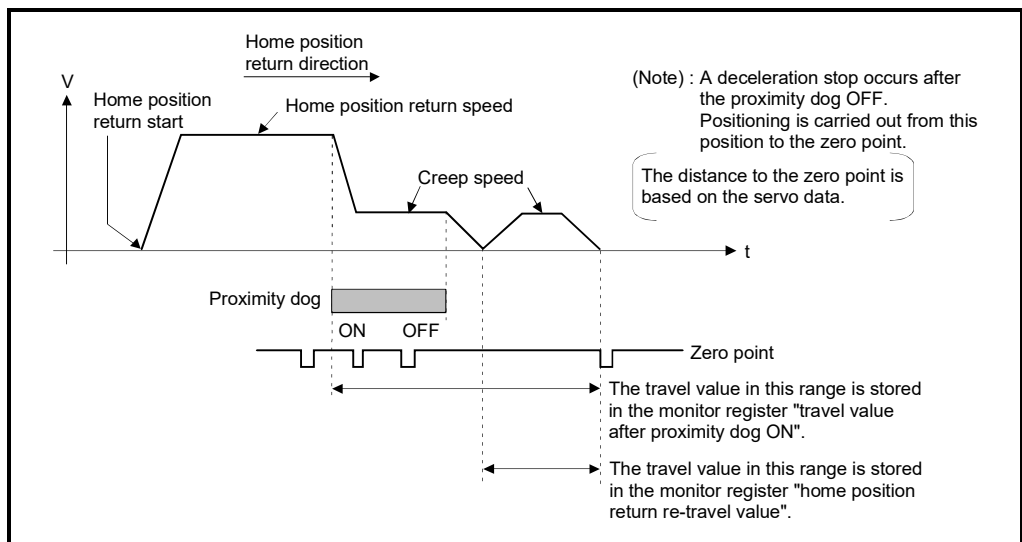 Home position
return direction
V
Home position
return start
Home position return speed
(Note) : A deceleration stop occurs after
the proximity dog OFF.
Positioning is carried out from this
position to the zero point.
The distance to the zero point is
based on the servo data.
Creep speed
t
Proximity dog
ON OFF
Zero point
The travel value in this range is stored
in the monitor register "travel value
after proximity dog ON".
The travel value in this range is stored
in the monitor register "home position
return re-travel value".